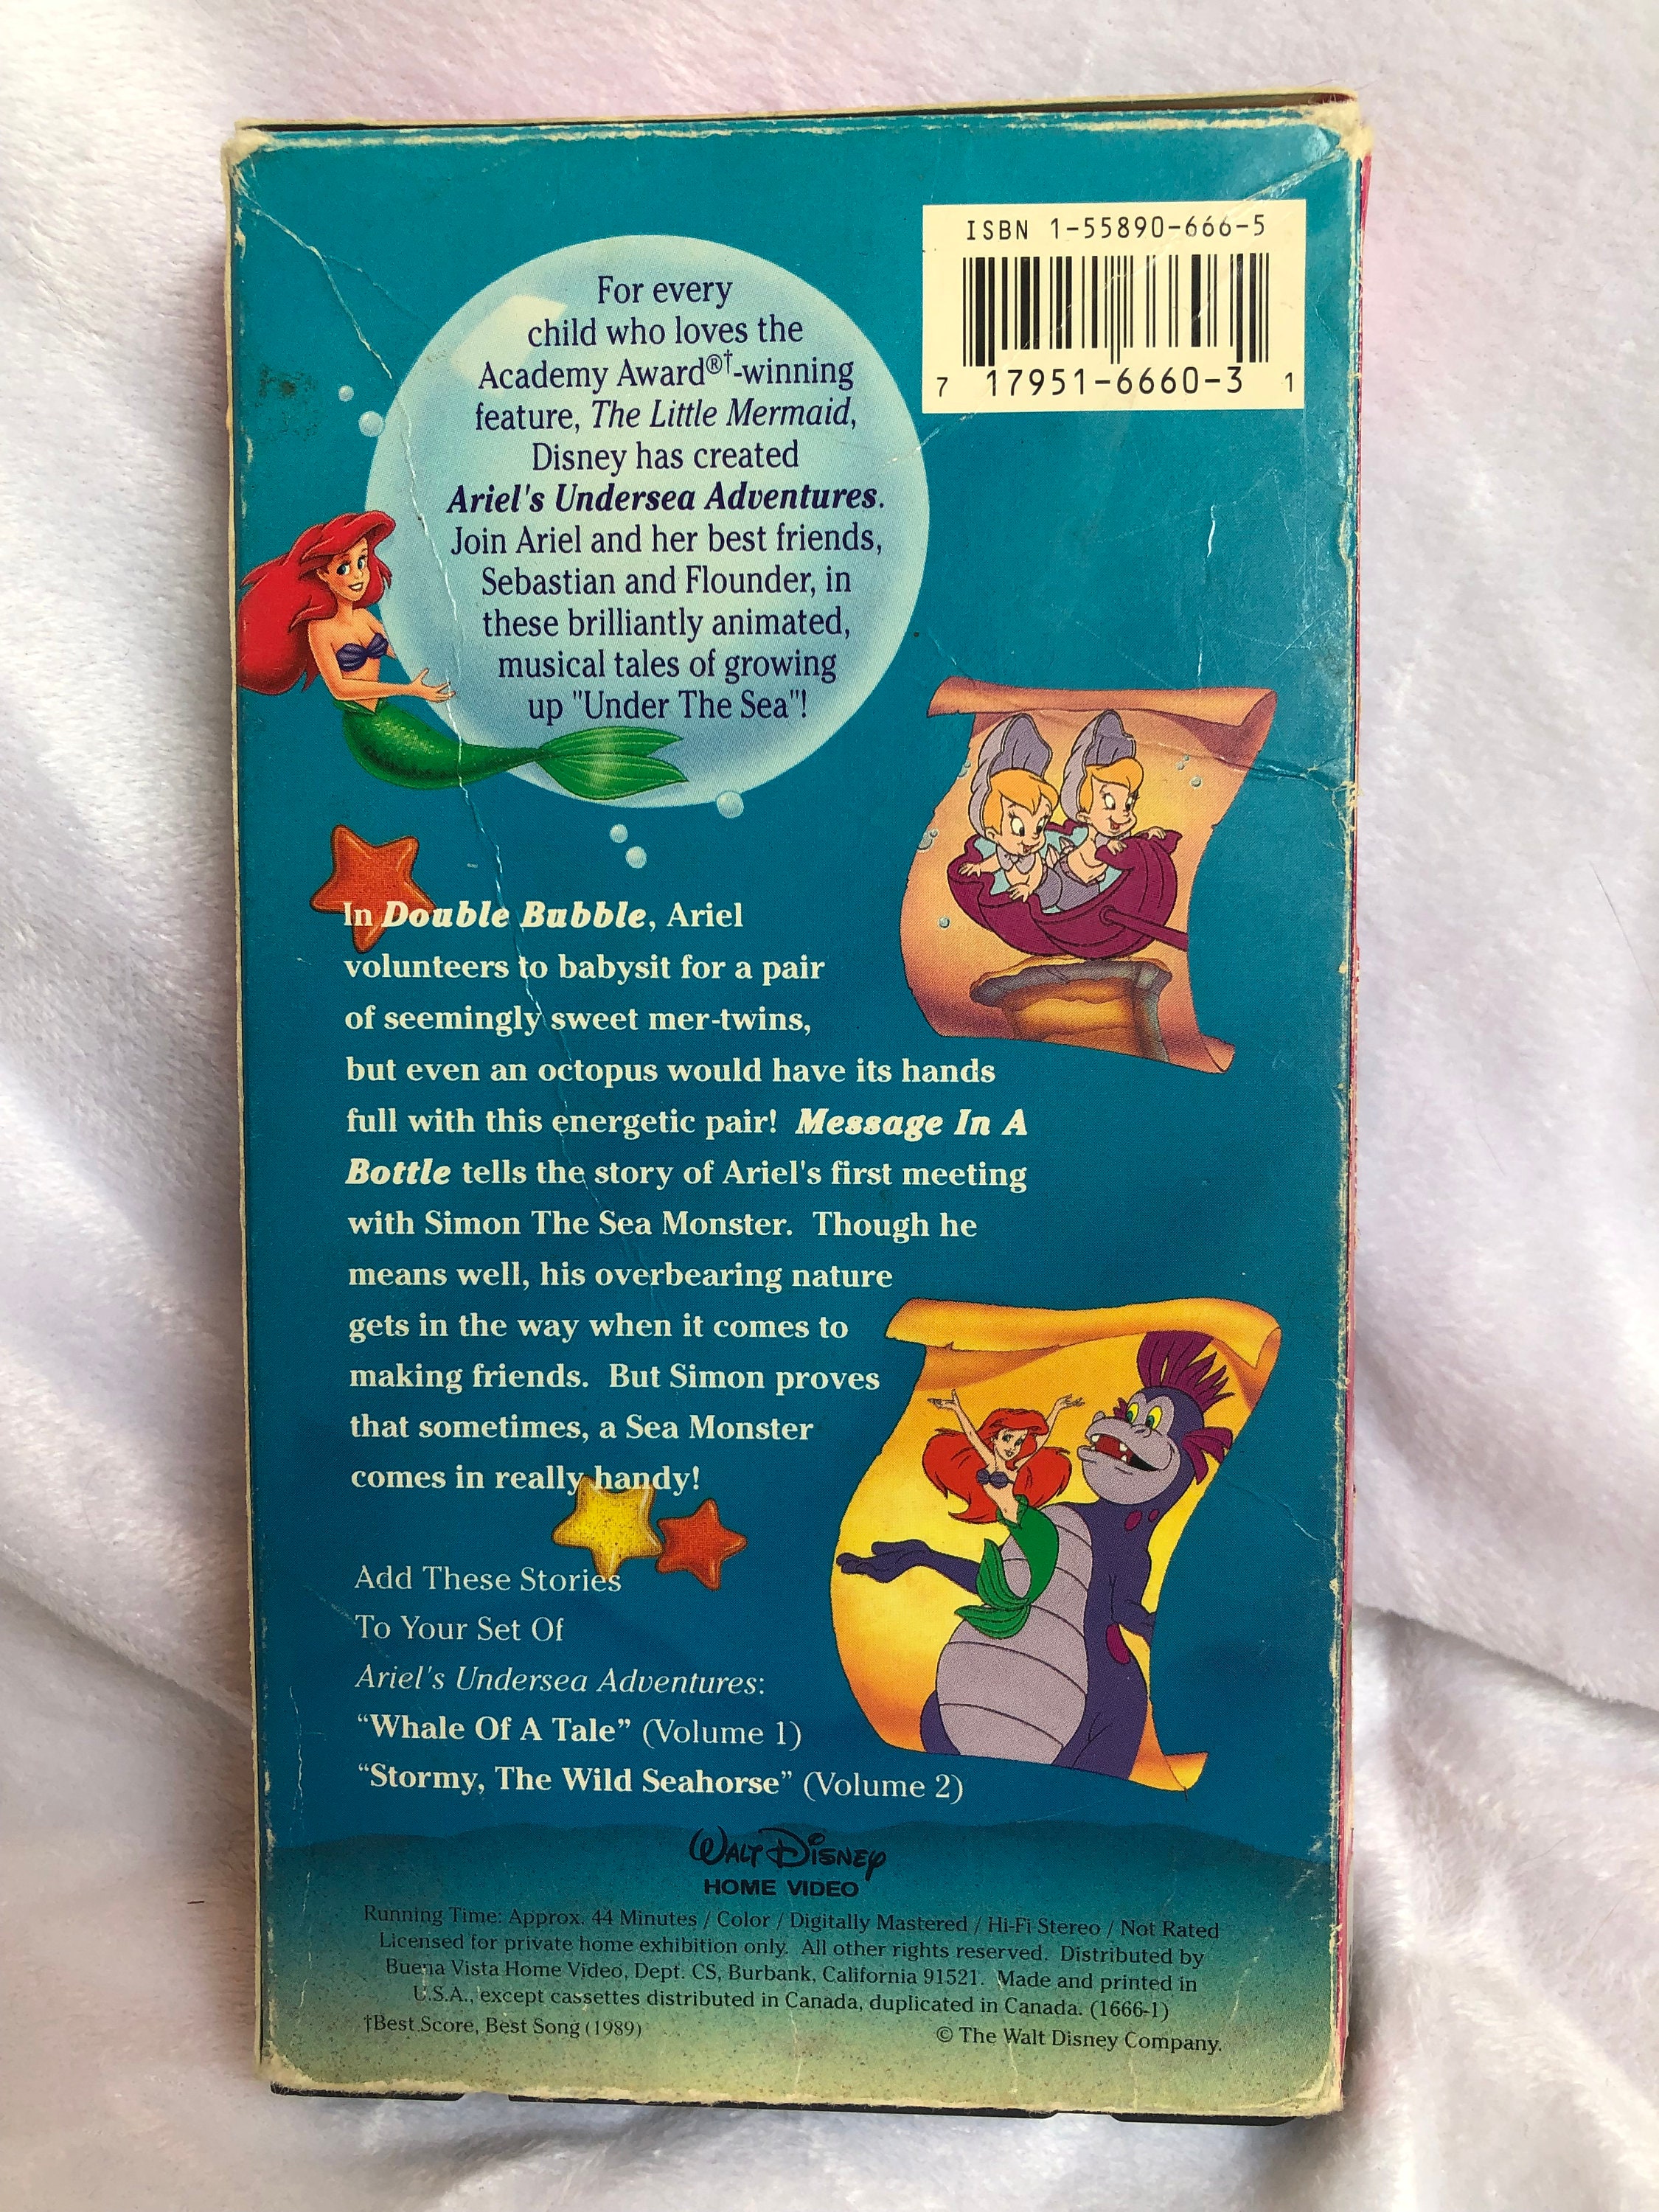 ISBN 1-55890-666-5
7 17951-6660-3 1
For every
child who loves the
Academy Award®†-winning
feature, The Little Mermaid,
Disney has created
Ariel's Undersea Adventures.
Join Ariel and her best friends,
Sebastian and Flounder, in
these brilliantly animated,
musical tales of growing
up "Under The Sea"!
In Double Bubble, Ariel
volunteers to babysit for a pair
of seemingly sweet mer-twins,
but even an octopus would have its hands
full with this energetic pair! Message In A
Bottle tells the story of Ariel's first meeting
with Simon The Sea Monster. Though he
means well, his overbearing nature
gets in the way when it comes to
making friends. But Simon proves
that sometimes, a Sea Monster
comes in really handy!
Add These Stories
To Your Set Of
Ariel's Undersea Adventures:
“Whale Of A Tale” (Volume 1)
“Stormy, The Wild Seahorse” (Volume 2)
WALT DISNEY
HOME VIDEO
Running Time: Approx. 44 Minutes / Color / Digitally Mastered / Hi-Fi Stereo / Not Rated
Licensed for private home exhibition only. All other rights reserved. Distributed by
Buena Vista Home Video, Dept. CS, Burbank, California 91521. Made and printed in
U.S.A., except cassettes distributed in Canada, duplicated in Canada. (1666-1)
†Best Score, Best Song (1989)
© The Walt Disney Company.